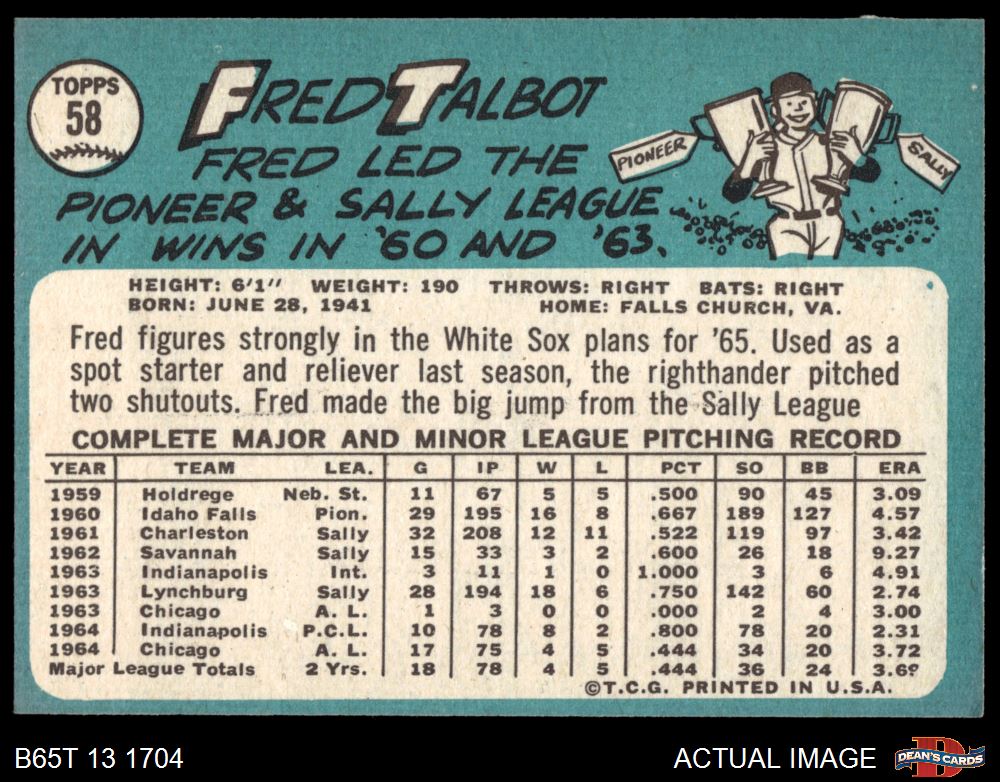 TOPPS
58
FRED TALBOT
FRED LED THE
PIONEER & SALLY LEAGUE
IN WINS IN '60 AND '63.
PIONEER
SALLY
HEIGHT: 6'1" WEIGHT: 190 THROWS: RIGHT BATS: RIGHT
BORN: JUNE 28, 1941 HOME: FALLS CHURCH, VA.
Fred figures strongly in the White Sox plans for '65. Used as a
spot starter and reliever last season, the righthander pitched
two shutouts. Fred made the big jump from the Sally League
COMPLETE MAJOR AND MINOR LEAGUE PITCHING RECORD
YEAR TEAM LEA. G IP W L PCT SO BB ERA
1959 Holdrege Neb. St. 11 67 5 5 .500 90 45 3.09
1960 Idaho Falls Pion. 29 195 16 8 .667 189 127 4.57
1961 Charleston Sally 32 208 12 11 .522 119 97 3.42
1962 Savannah Sally 15 33 3 2 .600 26 18 9.27
1963 Indianapolis Int. 3 11 1 0 1.000 3 6 4.91
1963 Lynchburg Sally 28 194 18 6 .750 142 60 2.74
1963 Chicago A. L. 1 3 0 0 .000 2 4 3.00
1964 Indianapolis P.C.L. 10 78 8 2 .800 78 20 2.31
1964 Chicago A. L. 17 75 4 5 .444 34 20 3.72
Major League Totals 2 Yrs. 18 78 4 5 .444 36 24 3.69
©T.C.G. PRINTED IN U.S.A.
B65T 13 1704
ACTUAL IMAGE
D
DEAN'S CARDS